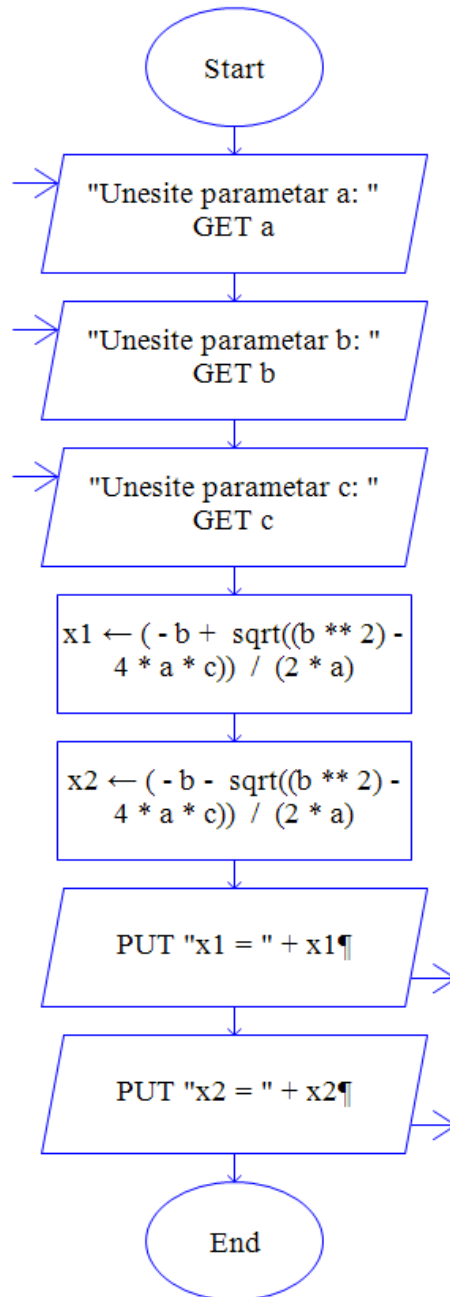 Start
"Unesite parametar a: "
GET a
"Unesite parametar b: "
GET b
"Unesite parametar c: "
GET c
x1 ← ( - b + sqrt((b ** 2) -
4 * a * c)) / (2 * a)
x2 ← ( - b - sqrt((b ** 2) -
4 * a * c)) / (2 * a)
PUT "x1 = " + x1¶
PUT "x2 = " + x2¶
End